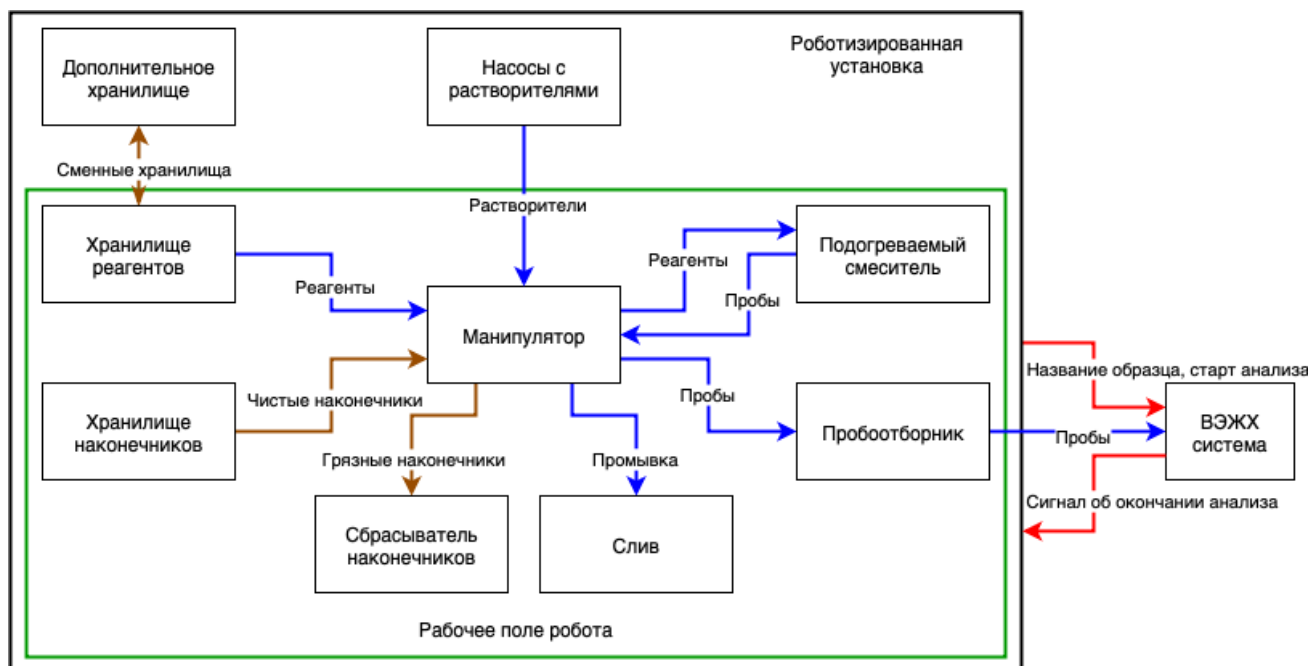 Роботизированная
установка
Дополнительное
хранилище
Насосы с
растворителями
Сменные хранилища
Растворители
Хранилище
реагентов
Реагенты
Реагенты
Подогреваемый
смеситель
Пробы
Манипулятор
Название образца, старт анализа
Хранилище
наконечников
Чистые наконечники
Пробы
Пробоотборник
Пробы
ВЭЖХ
система
Грязные наконечники
Промывка
Сигнал об окончании анализа
Сбрасыватель
наконечников
Слив
Рабочее поле робота